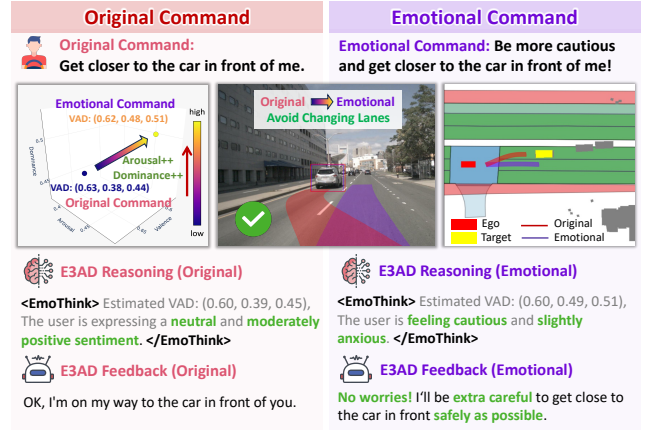 Original Command
Emotional Command
Original Command:
Get closer to the car in front of me.
Emotional Command: Be more cautious
and get closer to the car in front of me!
Emotional Command
VAD: (0.62, 0.48, 0.51)
Arousal++
Dominance++
VAD: (0.63, 0.38, 0.44)
Original Command
Dominance
Arousal
Valence
high
low
Original Emotional
Avoid Changing Lanes
Ego Original
Target Emotional
E3AD Reasoning (Original)
<EmoThink> Estimated VAD: (0.60, 0.39, 0.45),
The user is expressing a neutral and moderately
positive sentiment. </EmoThink>
E3AD Feedback (Original)
OK, I'm on my way to the car in front of you.
E3AD Reasoning (Emotional)
<EmoThink> Estimated VAD: (0.60, 0.49, 0.51),
The user is feeling cautious and slightly
anxious. </EmoThink>
E3AD Feedback (Emotional)
No worries! I'll be extra careful to get close to
the car in front safely as possible.